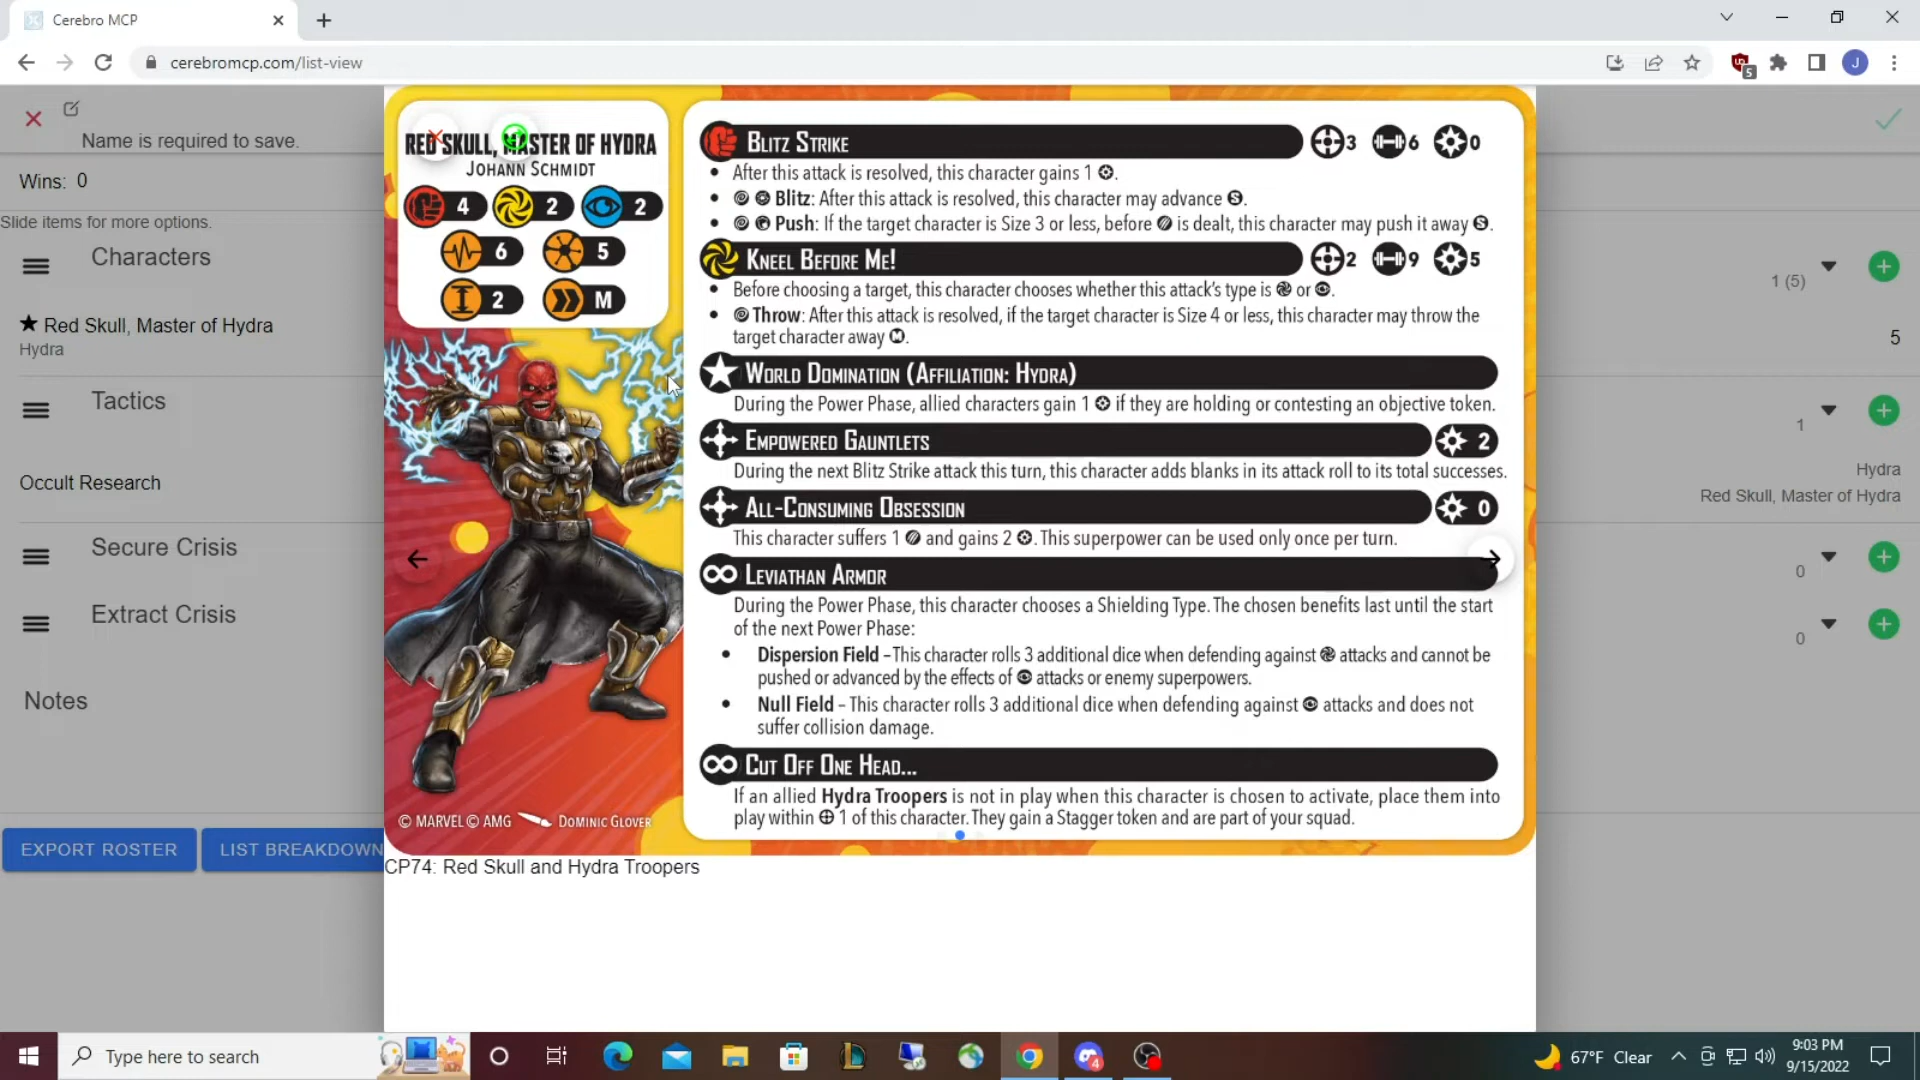 Cerebro MCP
cerebromcp.com/list-view
5
J
Name is required to save.
Wins: 0
Slide items for more options.
Characters
1 (5)
Red Skull, Master of Hydra
Hydra
5
Tactics
1
Occult Research
Hydra
Red Skull, Master of Hydra
Secure Crisis
0
Extract Crisis
0
Notes
EXPORT ROSTER
LIST BREAKDOWN
RED SKULL, MASTER OF HYDRA
JOHANN SCHMIDT
4 2 2
6 5
2 M
BLITZ STRIKE 3 6 0
• After this attack is resolved, this character gains 1 .
• Blitz: After this attack is resolved, this character may advance S.
• Push: If the target character is Size 3 or less, before is dealt, this character may push it away S.
KNEEL BEFORE ME! 2 9 5
• Before choosing a target, this character chooses whether this attack's type is or .
• Throw: After this attack is resolved, if the target character is Size 4 or less, this character may throw the
target character away M.
WORLD DOMINATION (AFFILIATION: HYDRA)
During the Power Phase, allied characters gain 1 if they are holding or contesting an objective token.
EMPOWERED GAUNTLETS 2
During the next Blitz Strike attack this turn, this character adds blanks in its attack roll to its total successes.
ALL-CONSUMING OBSESSION 0
This character suffers 1 and gains 2 . This superpower can be used only once per turn.
LEVIATHAN ARMOR
During the Power Phase, this character chooses a Shielding Type. The chosen benefits last until the start
of the next Power Phase:
• Dispersion Field –This character rolls 3 additional dice when defending against attacks and cannot be
pushed or advanced by the effects of attacks or enemy superpowers.
• Null Field – This character rolls 3 additional dice when defending against attacks and does not
suffer collision damage.
CUT OFF ONE HEAD...
If an allied Hydra Troopers is not in play when this character is chosen to activate, place them into
play within 1 of this character. They gain a Stagger token and are part of your squad.
© MARVEL © AMG DOMINIC GLOVER
CP74: Red Skull and Hydra Troopers
Type here to search
4
67°F Clear
9:03 PM
9/15/2022